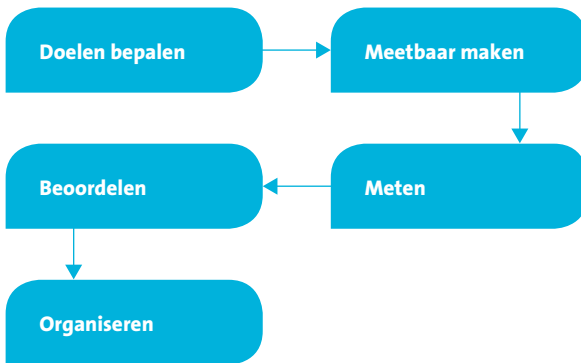 Doelen bepalen
Meetbaar maken
Meten
Beoordelen
Organiseren